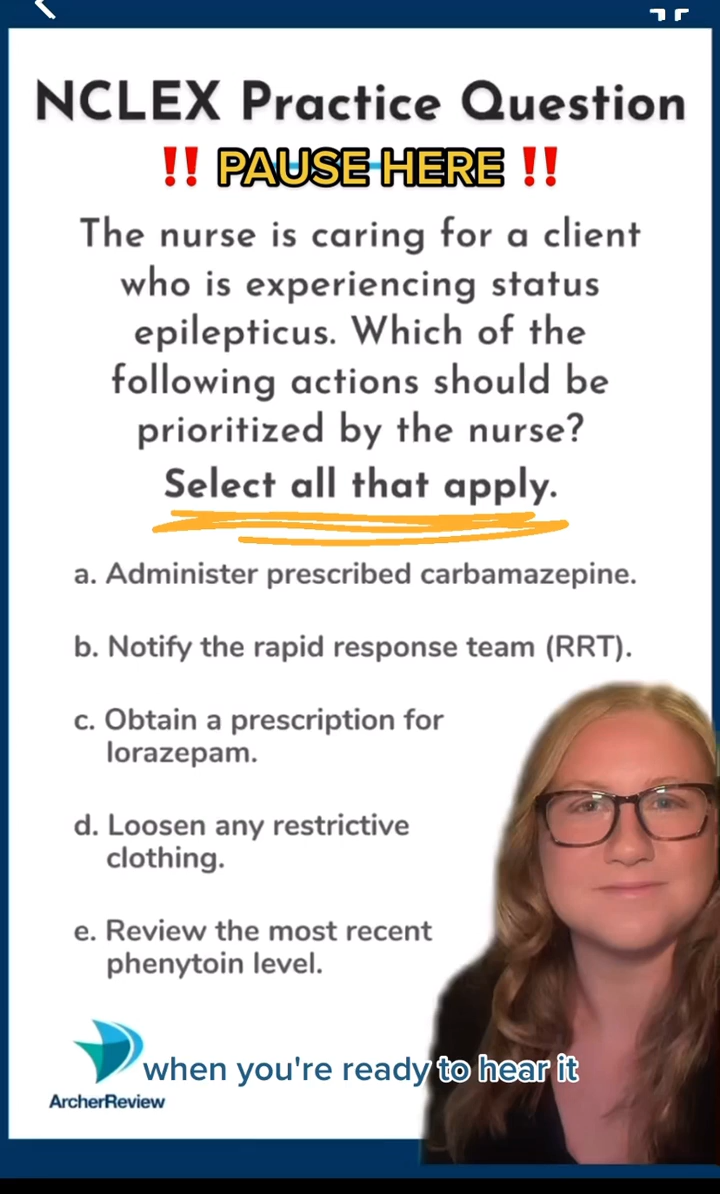 NCLEX Practice Question
‼ PAUSE HERE ‼
The nurse is caring for a client
who is experiencing status
epilepticus. Which of the
following actions should be
prioritized by the nurse?
Select all that apply.
a. Administer prescribed carbamazepine.
b. Notify the rapid response team (RRT).
c. Obtain a prescription for
lorazepam.
d. Loosen any restrictive
clothing.
e. Review the most recent
phenytoin level.
when you're ready to hear it
ArcherReview